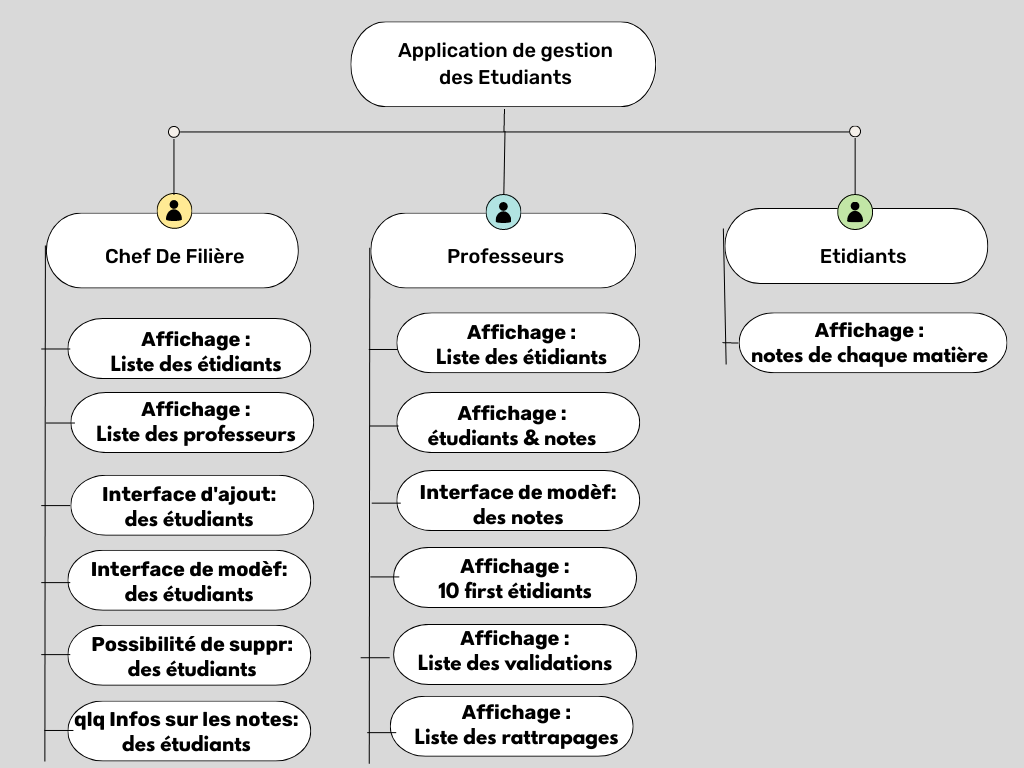 Application de gestion
des Etudiants
Chef De Filière
Affichage :
Liste des étidiants
Affichage :
Liste des professeurs
Interface d'ajout:
des étudiants
Interface de modèf:
des étudiants
Possibilité de suppr:
des étudiants
qlq Infos sur les notes:
des étudiants
Professeurs
Affichage :
Liste des étidiants
Affichage :
étudiants & notes
Interface de modèf:
des notes
Affichage :
10 first étidiants
Affichage :
Liste des validations
Affichage :
Liste des rattrapages
Etidiants
Affichage :
notes de chaque matière